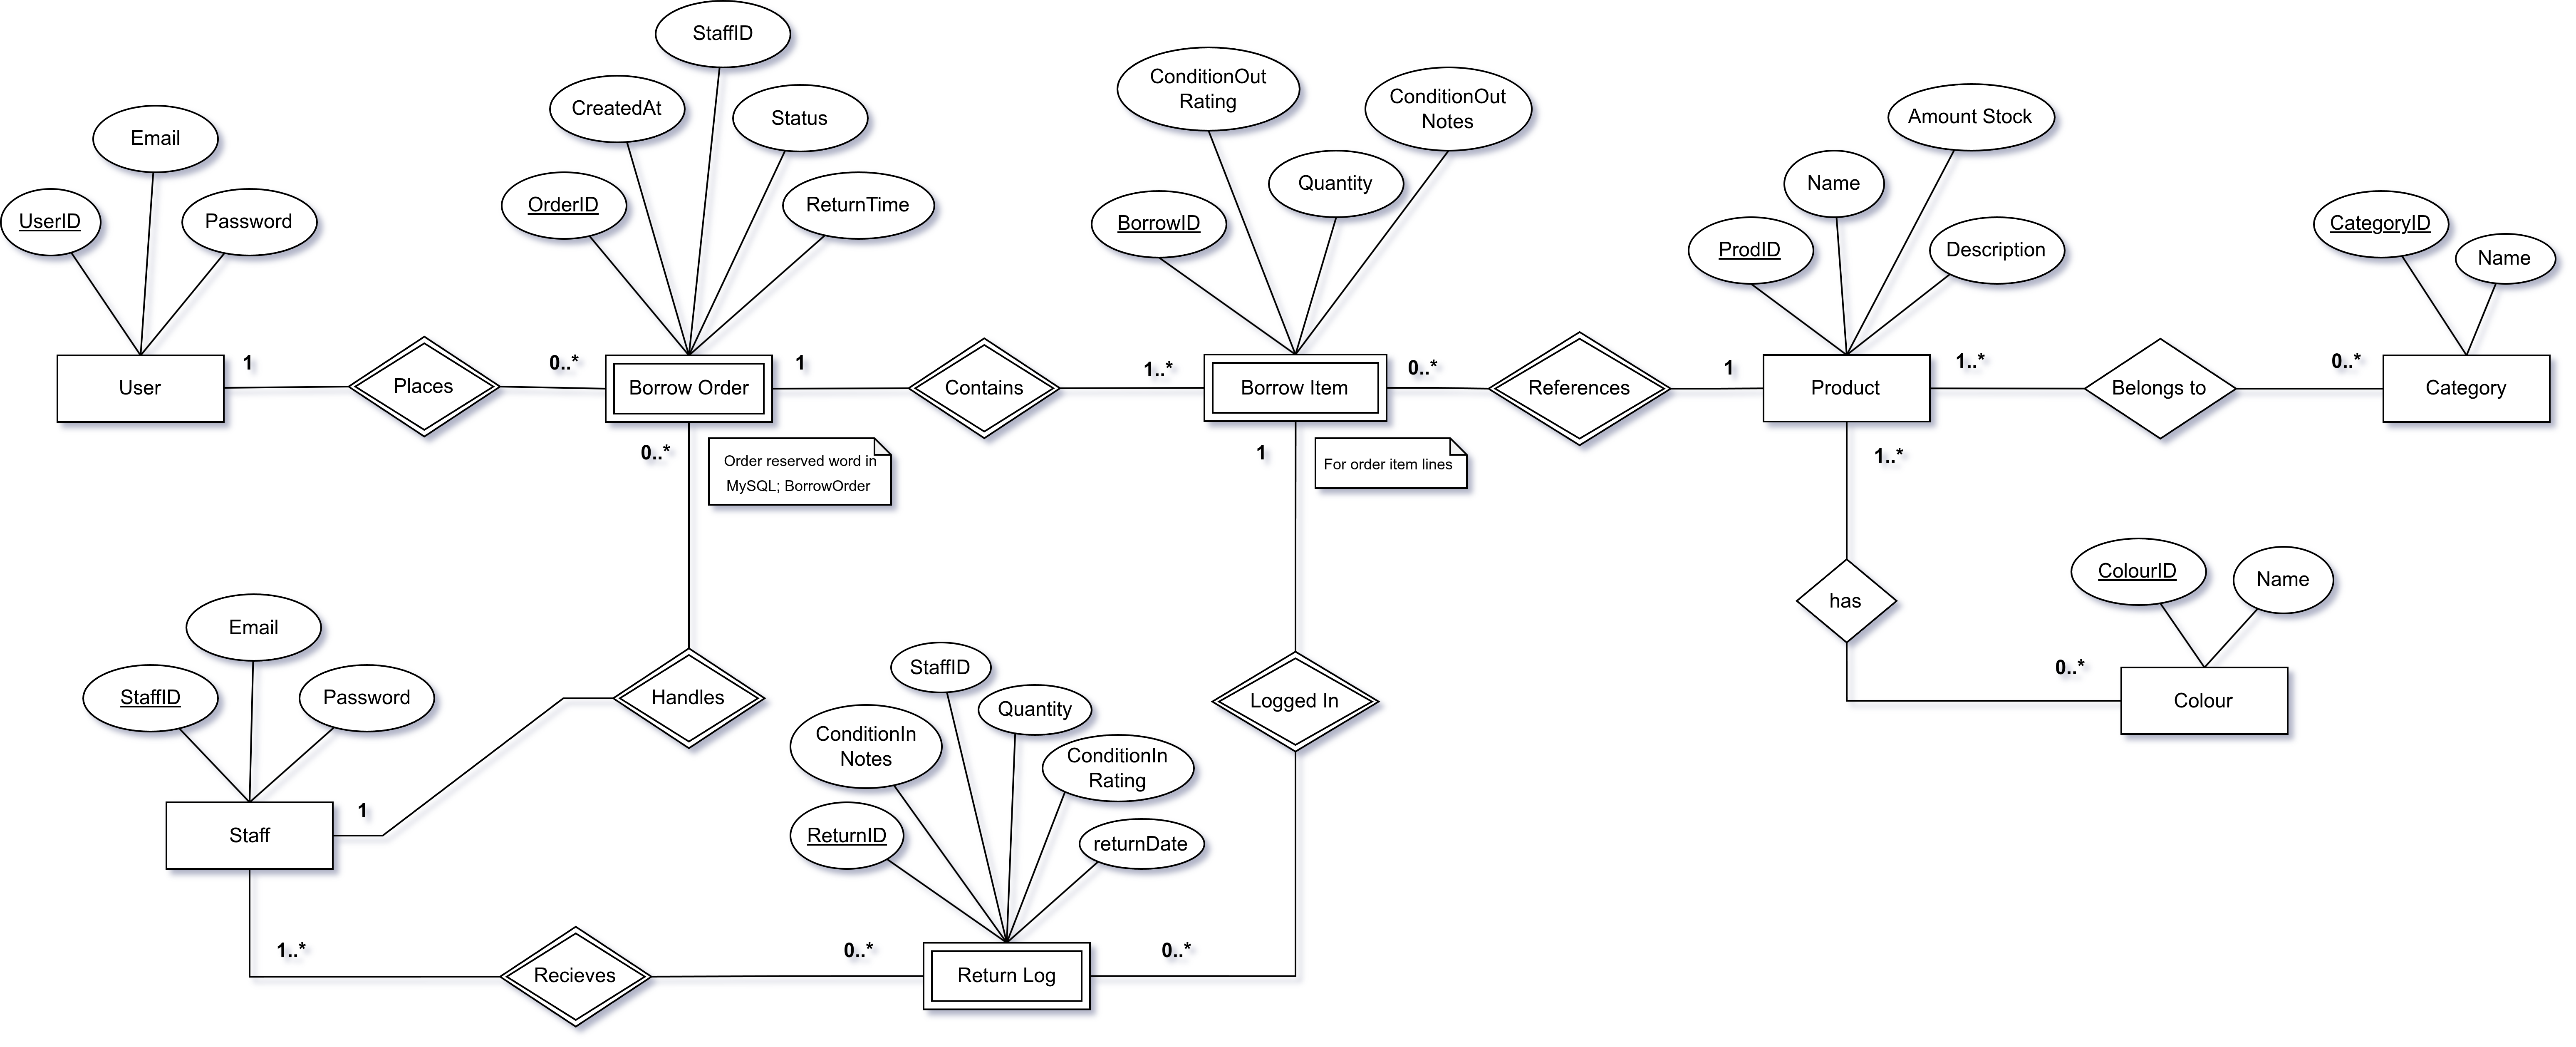 StaffID
ConditionOut
Rating
ConditionOut
Notes
CreatedAt
Status
Amount Stock
Email
Quantity
Name
UserID
Password
OrderID
ReturnTime
BorrowID
ProdID
Description
CategoryID
Name
User
1
Places
0..*
Borrow Order
1
Contains
1..*
Borrow Item
0..*
References
1
Product
1..*
Belongs to
0..*
Category
0..*
Order reserved word in
MySQL; BorrowOrder
1
For order item lines
1..*
ColourID
Name
has
0..*
Colour
Email
StaffID
Password
Handles
StaffID
Quantity
ConditionIn
Notes
ConditionIn
Rating
ReturnID
returnDate
Logged In
Staff
1
1..*
Recieves
0..*
Return Log
0..*